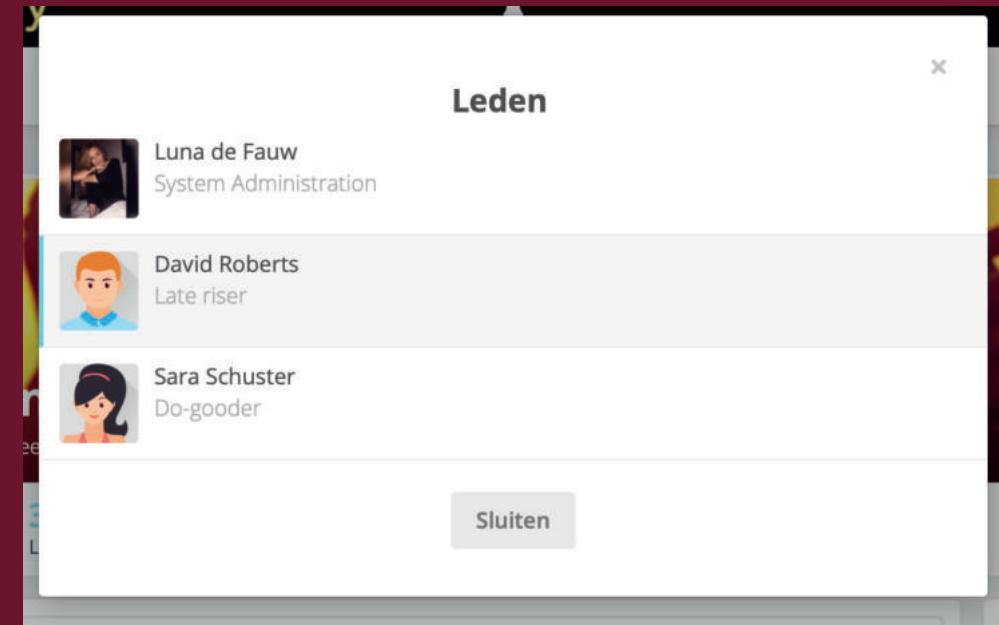 y
×
Leden
Luna de Fauw
System Administration
David Roberts
Late riser
Sara Schuster
Do-gooder
Sluiten